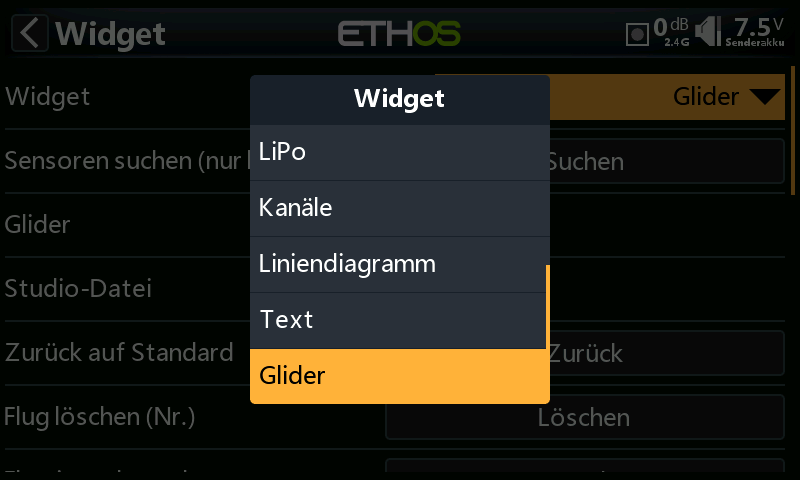 Widget
ETHOS
0 dB
2.4G
7.5V
Senderakku
Widget
Glider
Sensoren suchen (nur
Suchen
Glider
Studio-Datei
Zurück auf Standard
Zurück
Flug löschen (Nr.)
Löschen
Widget
LiPo
Kanäle
Liniendiagramm
Text
Glider